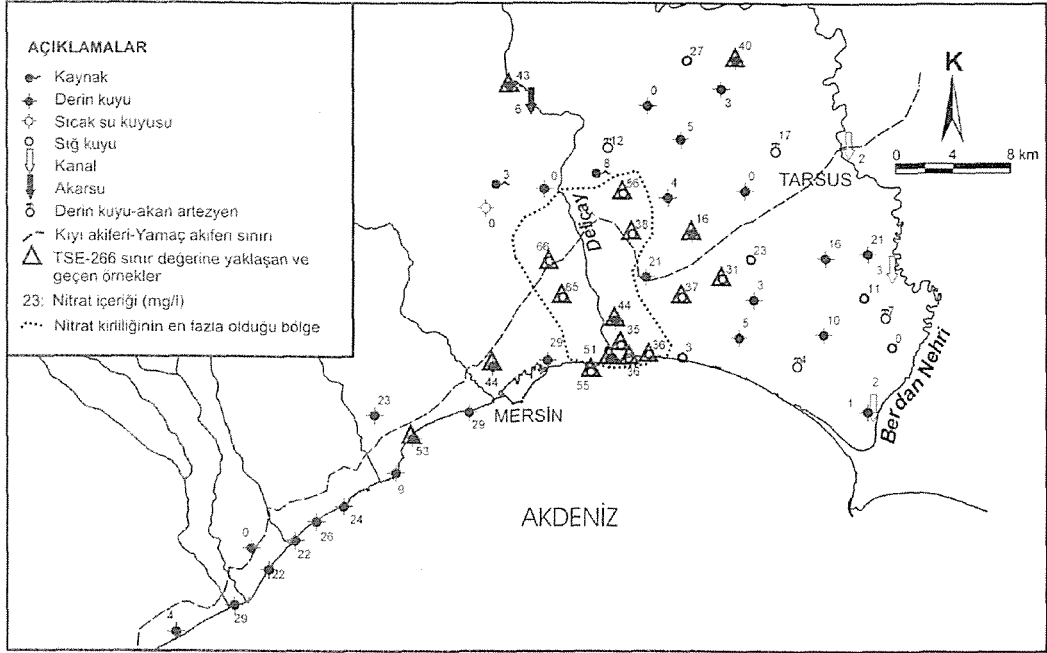 AÇIKLAMALAR
Kaynak
Derin kuyu
Sıcak su kuyusu
Sığ kuyu
Kanal
Akarsu
Derin kuyu-akan artezyen
Kıyı akiferi-Yamaç akiferi sınırı
TSE-266 sınır değerine yaklaşan ve
geçen örnekler
23: Nitrat içeriği (mg/l)
Nitrat kirliliğinin en fazla olduğu bölge
K
0 4 8 km
27
40
43
6
0
3
5
12
17
2
TARSUS
3
8
0
66
4
0
0
Deliçay
38
16
66
21
23
16
21
3
31
65
37
3
11
7
44
35
5
10
0
51
36
36
3
4
29
55
44
MERSİN
2
1
Berdan Nehri
23
29
53
9
AKDENİZ
24
26
22
0
22
29
4